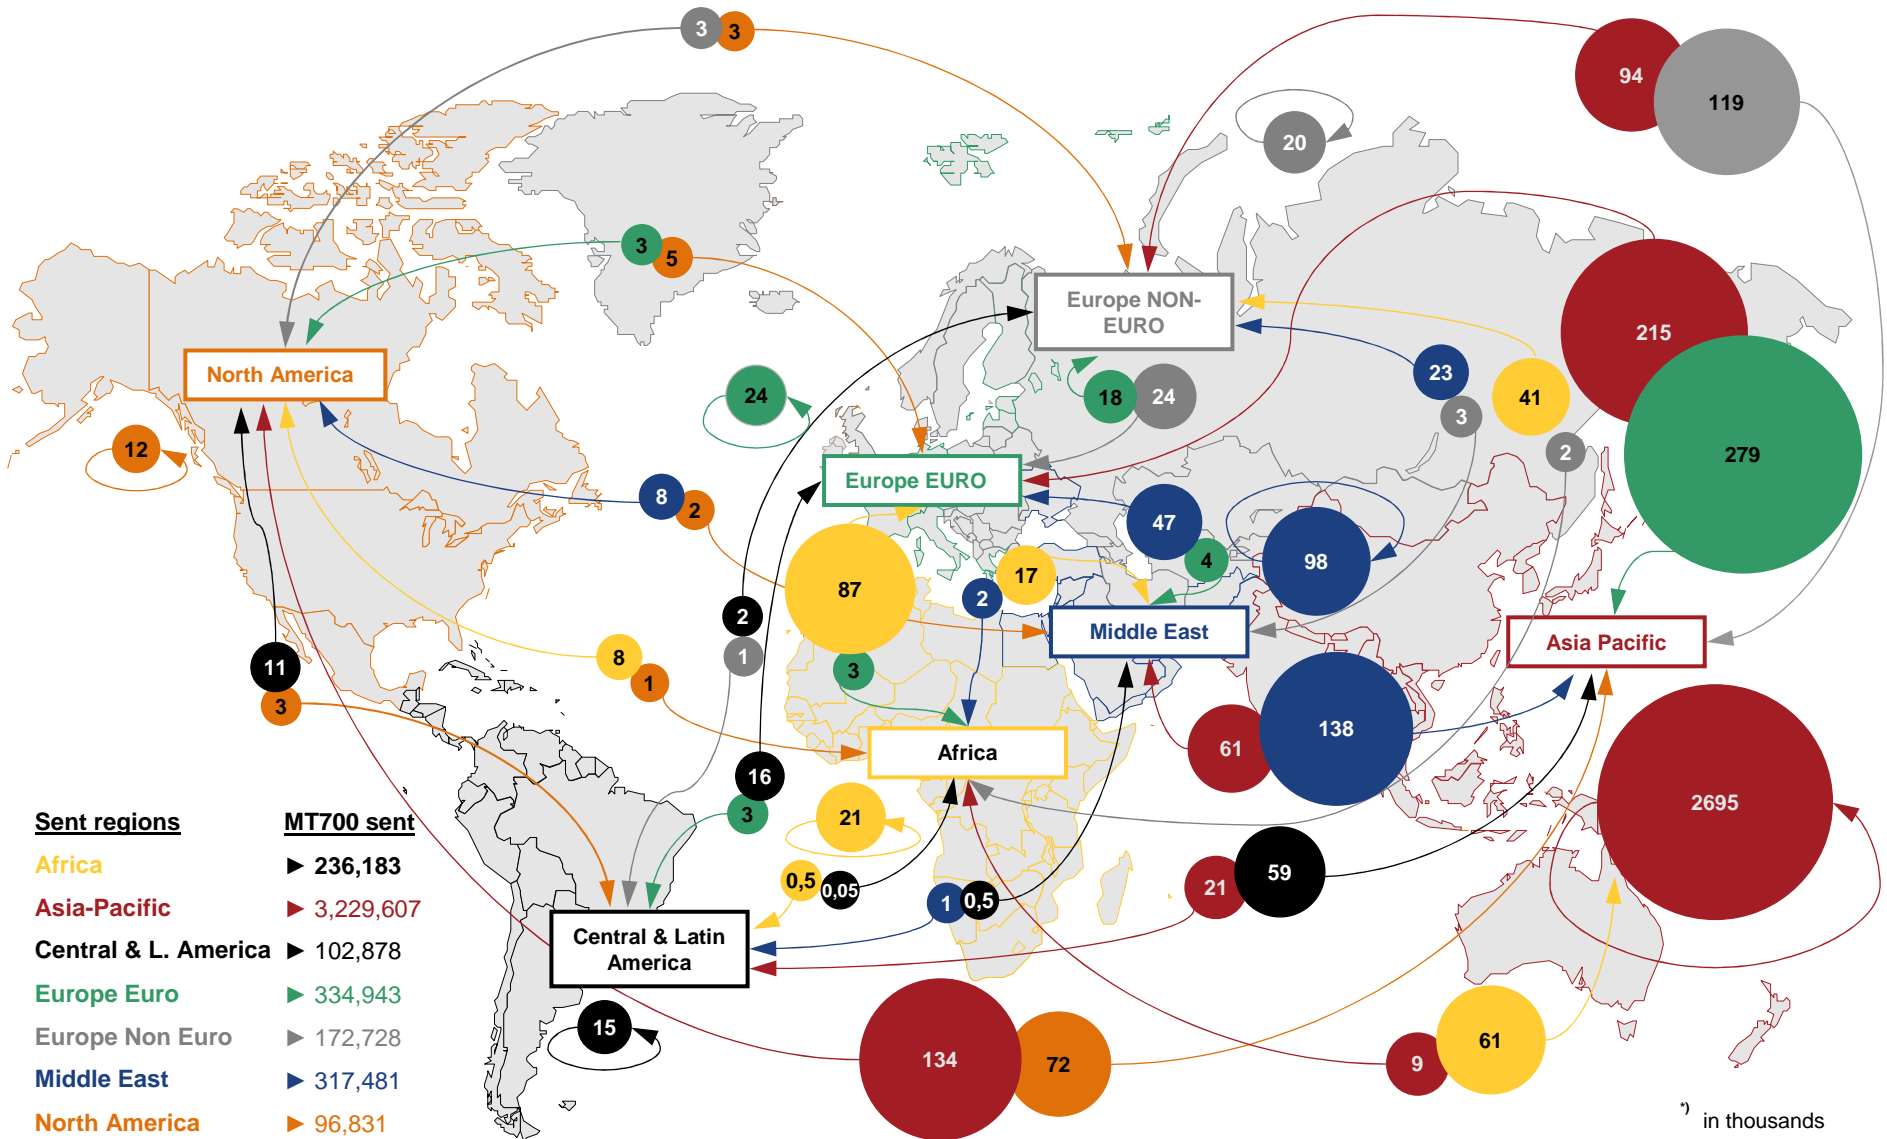 3
3
94
119
20
3
5
Europe NON-
EURO
215
North America
23
24
18
24
41
3
279
12
2
Europe EURO
8
2
47
4
98
87
17
2
2
Middle East
Asia Pacific
1
11
8
3
1
3
61
138
Africa
16
3
2695
21
Sent regions
MT700 sent
Africa
► 236,183
Asia-Pacific
► 3,229,607
Central & L. America
► 102,878
Europe Euro
► 334,943
Europe Non Euro
► 172,728
Middle East
► 317,481
North America
► 96,831
0,5
0,05
1
0,5
21
59
Central & Latin
America
15
134
72
9
61
*) in thousands